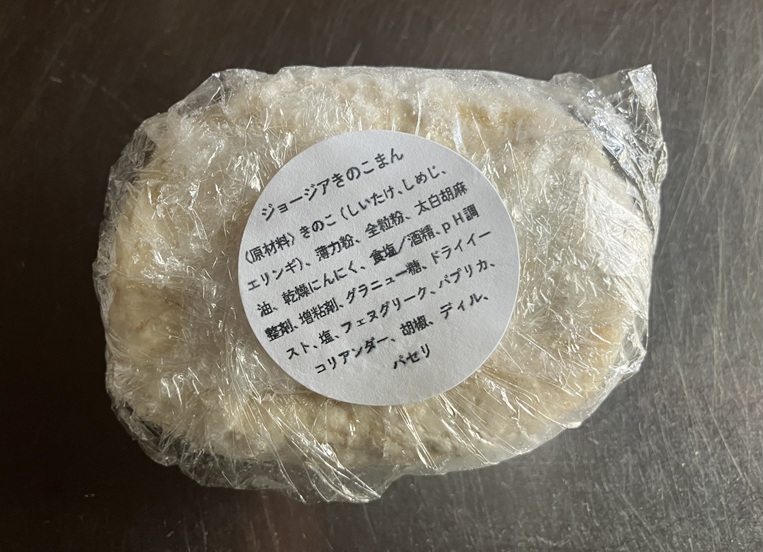 ジョージアきのこまん
〈原材料〉きのこ（しいたけ、しめじ、
エリンギ）、薄力粉、全粒粉、太白胡麻
油、乾燥にんにく、食塩／酒精、ｐＨ調
整剤、増粘剤、グラニュー糖、ドライイー
スト、塩、フェヌグリーク、パプリカ、
コリアンダー、胡椒、ディル、
パセリ